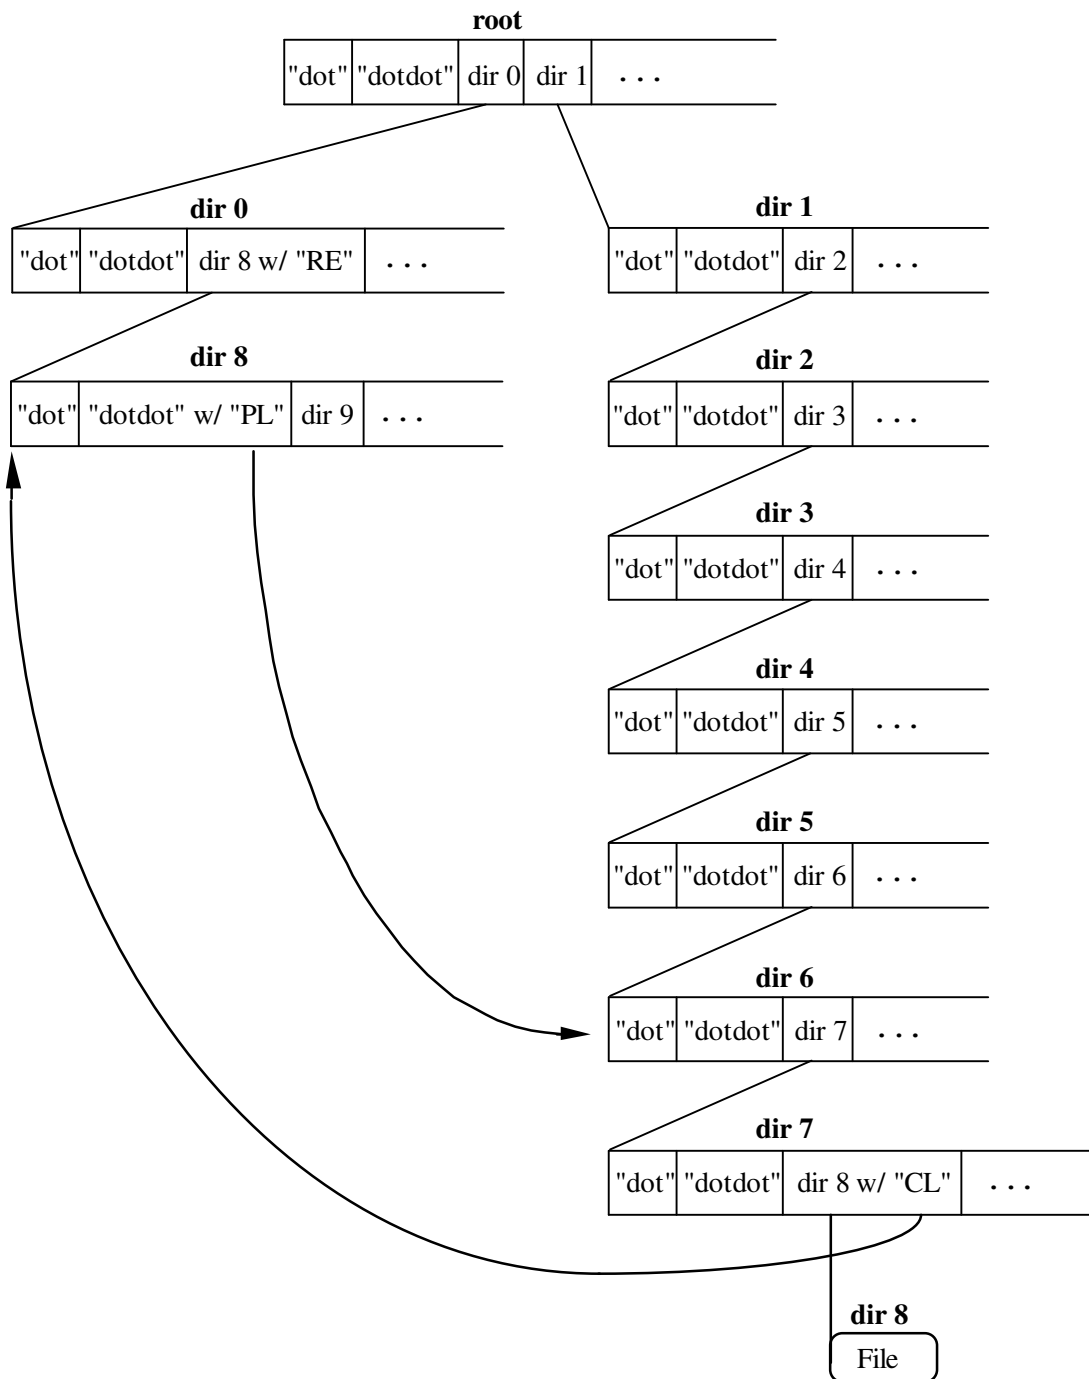 root
"dot" "dotdot" dir 0 dir 1 . . .
dir 0 dir 1
"dot" "dotdot" dir 8 w/ "RE" . . . "dot" "dotdot" dir 2 . . .
dir 8 dir 2
"dot" "dotdot" w/ "PL" dir 9 . . . "dot" "dotdot" dir 3 . . .
dir 3
"dot" "dotdot" dir 4 . . .
dir 4
"dot" "dotdot" dir 5 . . .
dir 5
"dot" "dotdot" dir 6 . . .
dir 6
"dot" "dotdot" dir 7 . . .
dir 7
"dot" "dotdot" dir 8 w/ "CL" . . .
dir 8
File